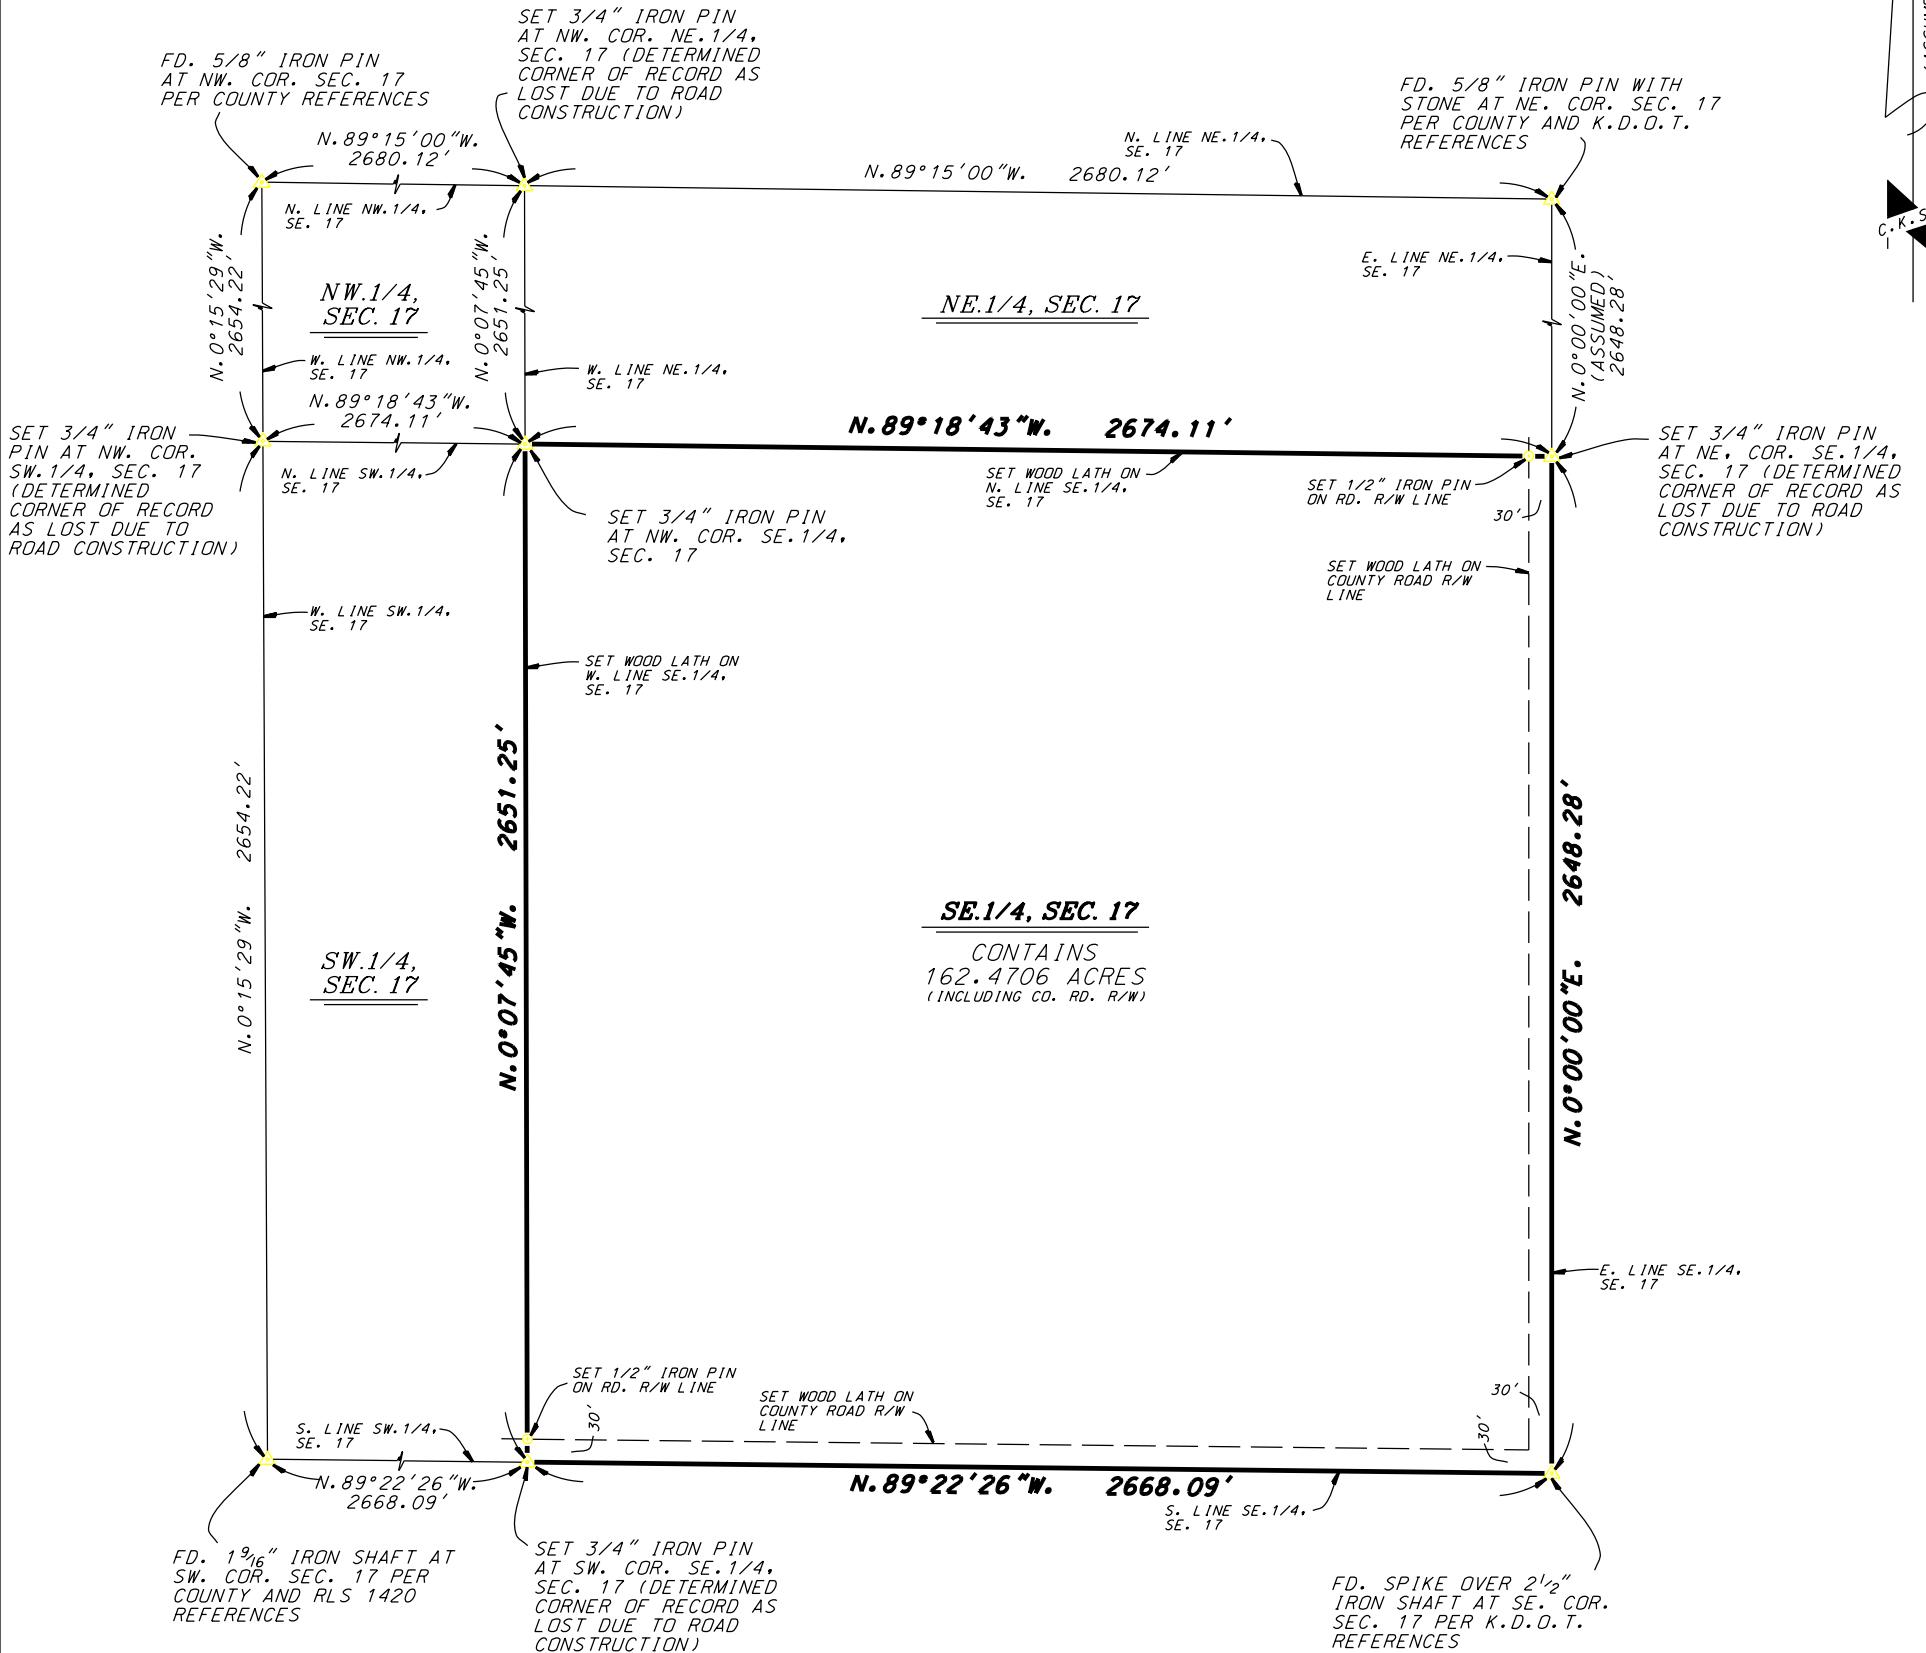 SET 3/4" IRON PIN
AT NW. COR. NE.1/4,
SEC. 17 (DETERMINED
CORNER OF RECORD AS
LOST DUE TO ROAD
CONSTRUCTION)
FD. 5/8" IRON PIN
AT NW. COR. SEC. 17
PER COUNTY REFERENCES
FD. 5/8" IRON PIN WITH
STONE AT NE. COR. SEC. 17
PER COUNTY AND K.D.O.T.
REFERENCES
N.89°15'00"W.
2680.12'
N. LINE NE.1/4,
SE. 17
N.89°15'00"W. 2680.12'
N. LINE NW.1/4,
SE. 17
C.K.S
N.0°15'29"W.
2654.22'
N.0°07'45"W.
2651.25'
E. LINE NE.1/4,
SE. 17
N.0°00'00"E.
(ASSUMED)
2648.28'
NW.1/4,
SEC. 17
NE.1/4, SEC. 17
W. LINE NW.1/4,
SE. 17
W. LINE NE.1/4,
SE. 17
N.89°18'43"W.
2674.11'
N.89°18'43"W. 2674.11'
SET 3/4" IRON
PIN AT NW. COR.
SW.1/4, SEC. 17
(DETERMINED
CORNER OF RECORD
AS LOST DUE TO
ROAD CONSTRUCTION)
N. LINE SW.1/4,
SE. 17
SET WOOD LATH ON
N. LINE SE.1/4,
SE. 17
SET 1/2" IRON PIN
ON RD. R/W LINE
30'
SET 3/4" IRON PIN
AT NE. COR. SE.1/4,
SEC. 17 (DETERMINED
CORNER OF RECORD AS
LOST DUE TO ROAD
CONSTRUCTION)
SET 3/4" IRON PIN
AT NW. COR. SE.1/4,
SEC. 17
SET WOOD LATH ON
COUNTY ROAD R/W
LINE
W. LINE SW.1/4,
SE. 17
SET WOOD LATH ON
W. LINE SE.1/4,
SE. 17
N.0°15'29"W. 2654.22'
N.0°07'45"W. 2651.25'
N.0°00'00"E. 2648.28'
SE.1/4, SEC. 17
CONTAINS
162.4706 ACRES
(INCLUDING CO. RD. R/W)
SW.1/4,
SEC. 17
E. LINE SE.1/4,
SE. 17
SET 1/2" IRON PIN
ON RD. R/W LINE
30'
SET WOOD LATH ON
COUNTY ROAD R/W
LINE
30'
30'
S. LINE SW.1/4,
SE. 17
N.89°22'26"W.
2668.09'
N.89°22'26"W. 2668.09'
S. LINE SE.1/4,
SE. 17
FD. 1 9/16" IRON SHAFT AT
SW. COR. SEC. 17 PER
COUNTY AND RLS 1420
REFERENCES
SET 3/4" IRON PIN
AT SW. COR. SE.1/4,
SEC. 17 (DETERMINED
CORNER OF RECORD AS
LOST DUE TO ROAD
CONSTRUCTION)
FD. SPIKE OVER 2 1/2"
IRON SHAFT AT SE. COR.
SEC. 17 PER K.D.O.T.
REFERENCES